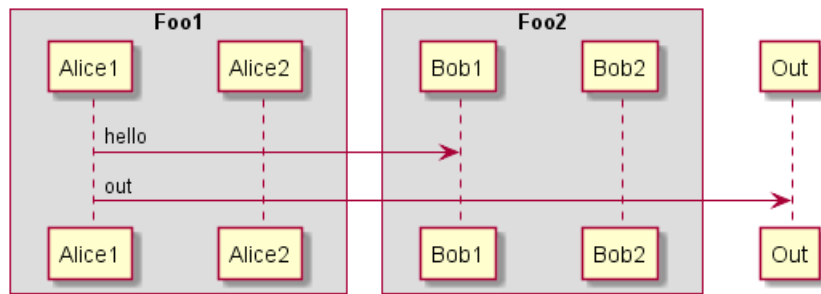 Foo1 Foo2
Alice1 Alice2 Bob1 Bob2 Out
hello
out
Alice1 Alice2 Bob1 Bob2 Out